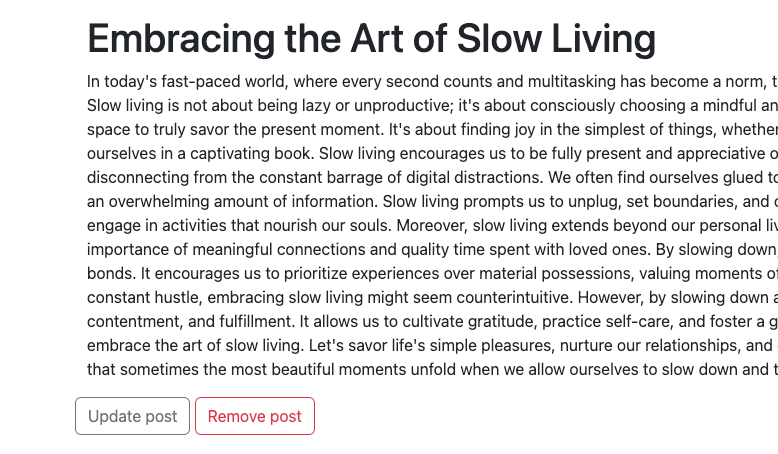 Embracing the Art of Slow Living
In today's fast-paced world, where every second counts and multitasking has become a norm,
Slow living is not about being lazy or unproductive; it's about consciously choosing a mindful
space to truly savor the present moment. It's about finding joy in the simplest of things,
ourselves in a captivating book. Slow living encourages us to be fully present and appreciative
disconnecting from the constant barrage of digital distractions. We often find ourselves glued
an overwhelming amount of information. Slow living prompts us to unplug, set boundaries, and
engage in activities that nourish our souls. Moreover, slow living extends beyond our personal
importance of meaningful connections and quality time spent with loved ones. By slowing down,
bonds. It encourages us to prioritize experiences over material possessions, valuing moments
constant hustle, embracing slow living might seem counterintuitive. However, by slowing down
contentment, and fulfillment. It allows us to cultivate gratitude, practice self-care, and foster a
embrace the art of slow living. Let's savor life's simple pleasures, nurture our relationships, and
that sometimes the most beautiful moments unfold when we allow ourselves to slow down and
Update post Remove post